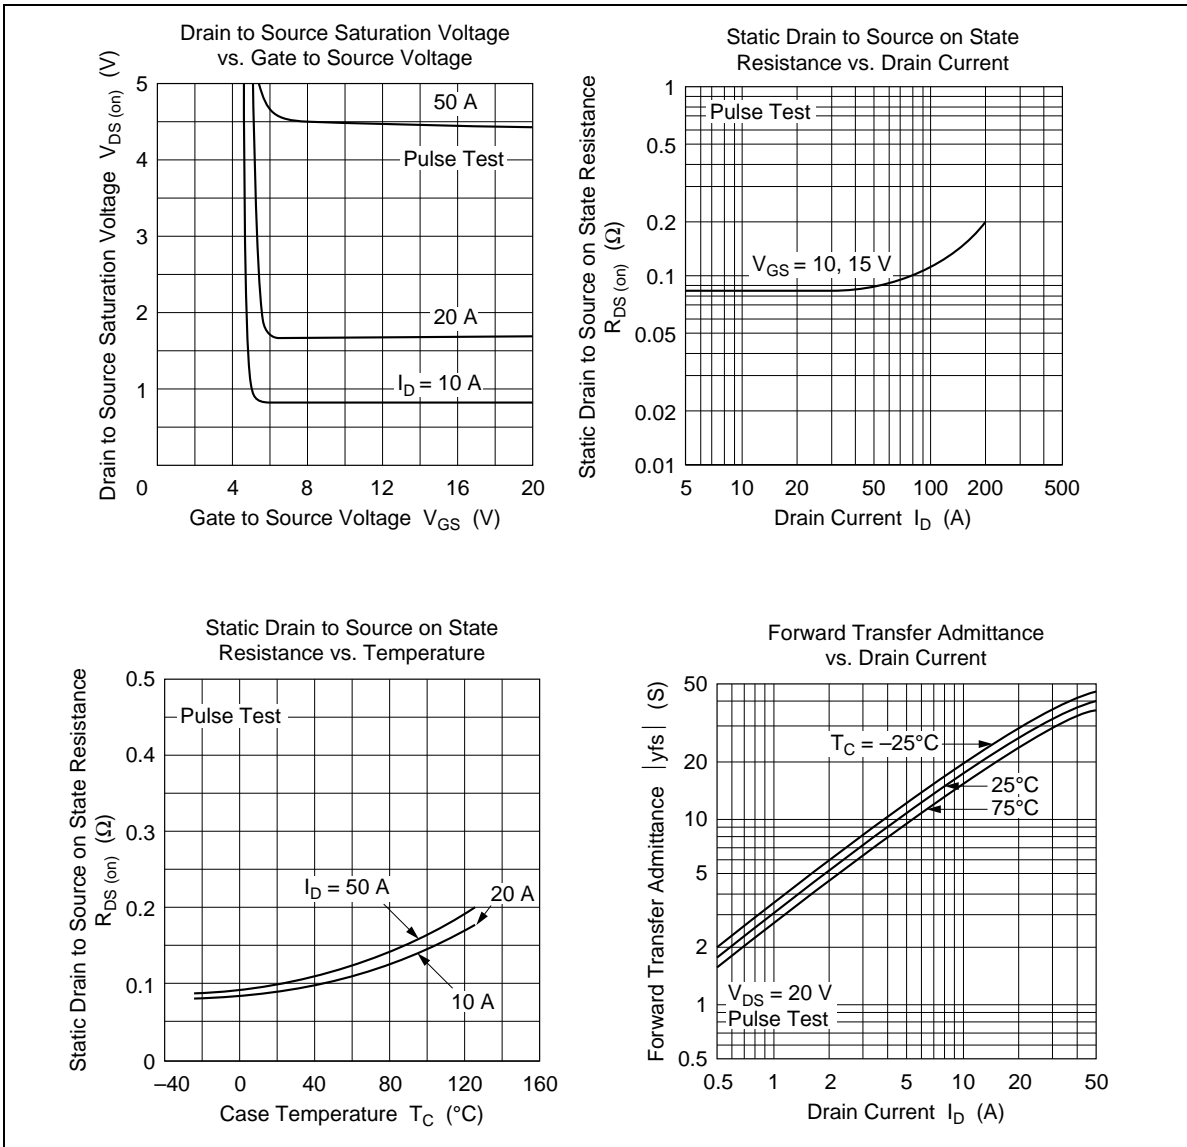 Drain to Source Saturation Voltage
vs. Gate to Source Voltage
Drain to Source Saturation Voltage V_DS (on) (V)
5
4
3
2
1
0
4
8
12
16
20
50 A
Pulse Test
20 A
I_D = 10 A
Gate to Source Voltage V_GS (V)
Static Drain to Source on State
Resistance vs. Drain Current
Static Drain to Source on State Resistance
R_DS (on) (Ω)
1
0.5
0.2
0.1
0.05
0.02
0.01
5
10
20
50
100
200
500
Pulse Test
V_GS = 10, 15 V
Drain Current I_D (A)
Static Drain to Source on State
Resistance vs. Temperature
Static Drain to Source on State Resistance
R_DS (on) (Ω)
0.5
0.4
0.3
0.2
0.1
0
–40
0
40
80
120
160
Pulse Test
I_D = 50 A
20 A
10 A
Case Temperature T_C (°C)
Forward Transfer Admittance
vs. Drain Current
Forward Transfer Admittance |yfs| (S)
50
20
10
5
2
1
0.5
0.5
1
2
5
10
20
50
T_C = –25°C
25°C
75°C
V_DS = 20 V
Pulse Test
Drain Current I_D (A)